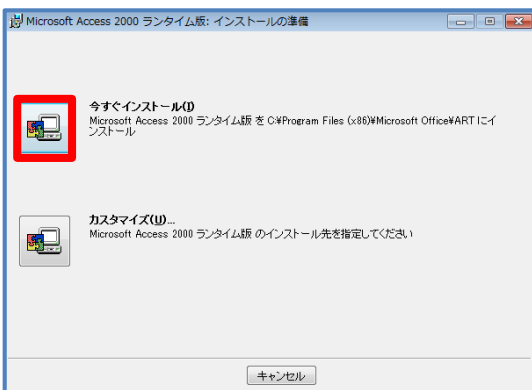 Microsoft Access 2000 ランタイム版: インストールの準備
今すぐインストール(I)
Microsoft Access 2000 ランタイム版 を C:¥Program Files (x86)¥Microsoft Office¥ART にイ
ンストール
カスタマイズ(U)...
Microsoft Access 2000 ランタイム版 のインストール先を指定してください
キャンセル